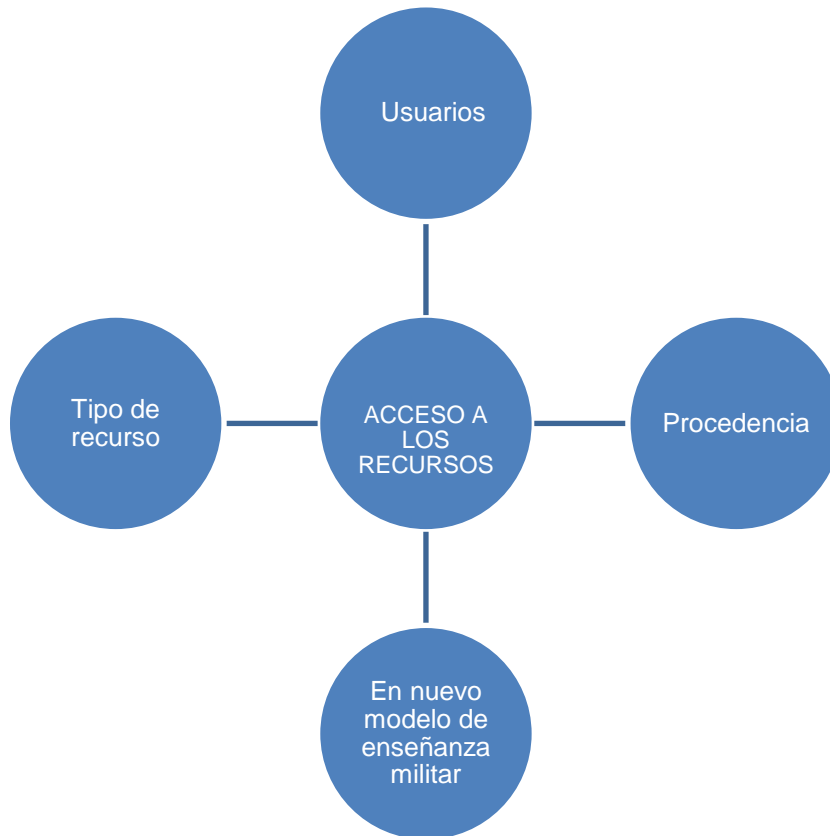 Usuarios
Tipo de
recurso
ACCESO A
LOS
RECURSOS
Procedencia
En nuevo
modelo de
enseñanza
militar